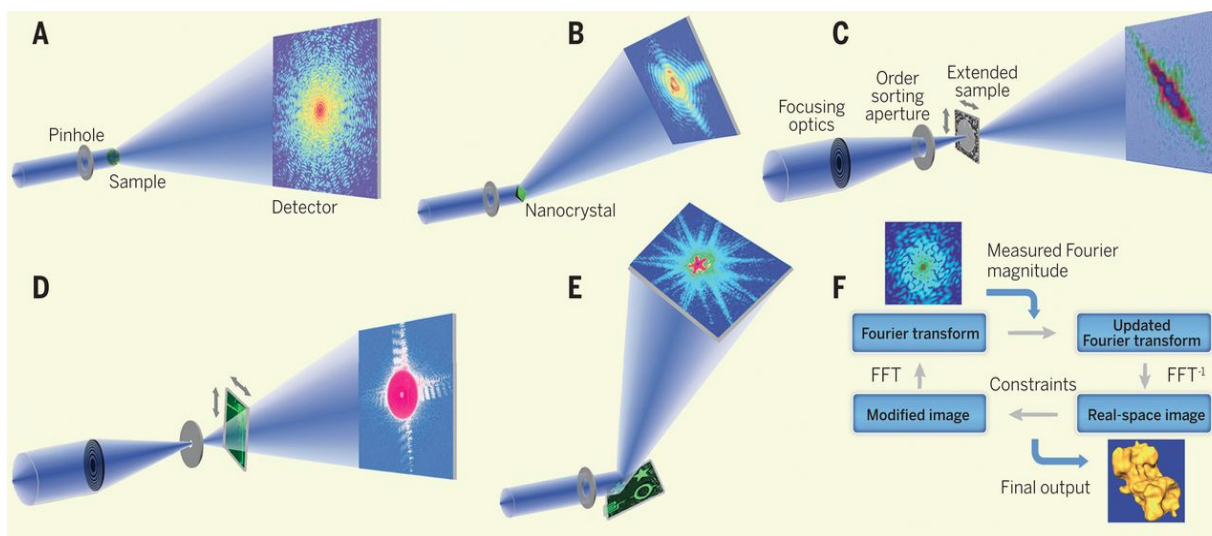 A
Pinhole
Sample
Detector
B
Nanocrystal
C
Focusing
optics
Order
sorting
aperture
Extended
sample
D
E
F
Measured Fourier
magnitude
Fourier transform
Updated
Fourier transform
FFT
Constraints
FFT-1
Modified image
Real-space image
Final output